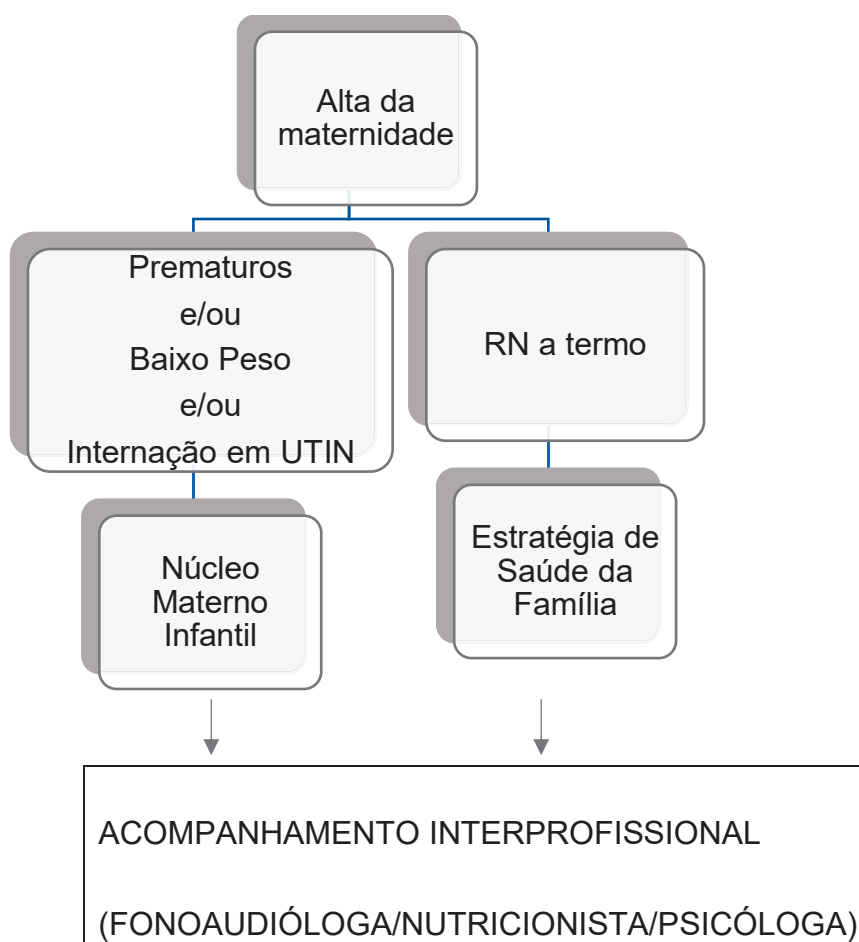 Alta da
maternidade
Prematuros
e/ou
Baixo Peso
e/ou
Internação em UTIN
RN a termo
Núcleo
Materno
Infantil
Estratégia de
Saúde da
Família
ACOMPANHAMENTO INTERPROFISSIONAL
(FONOAUDIÓLOGA/NUTRICIONISTA/PSICÓLOGA)